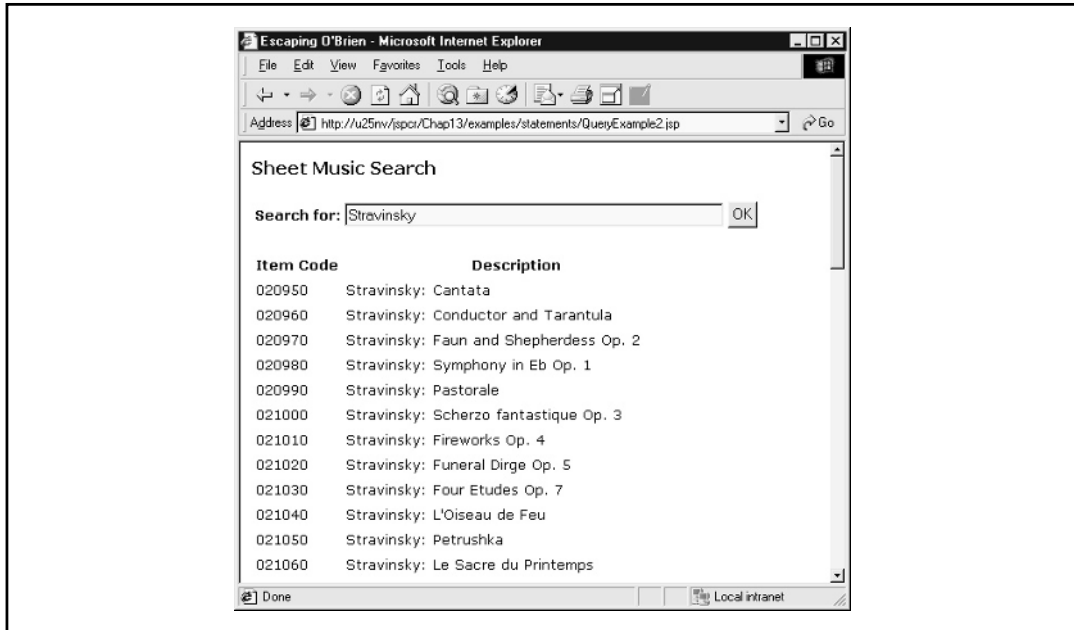 Escaping O'Brien - Microsoft Internet Explorer
File Edit View Favorites Tools Help
Address http://u25nv/jspcr/Chap13/examples/statements/QueryExample2.jsp Go
Sheet Music Search
Search for: Stravinsky OK
Item Code Description
020950 Stravinsky: Cantata
020960 Stravinsky: Conductor and Tarantula
020970 Stravinsky: Faun and Shepherdess Op. 2
020980 Stravinsky: Symphony in Eb Op. 1
020990 Stravinsky: Pastorale
021000 Stravinsky: Scherzo fantastique Op. 3
021010 Stravinsky: Fireworks Op. 4
021020 Stravinsky: Funeral Dirge Op. 5
021030 Stravinsky: Four Etudes Op. 7
021040 Stravinsky: L'Oiseau de Feu
021050 Stravinsky: Petrushka
021060 Stravinsky: Le Sacre du Printemps
Done Local intranet